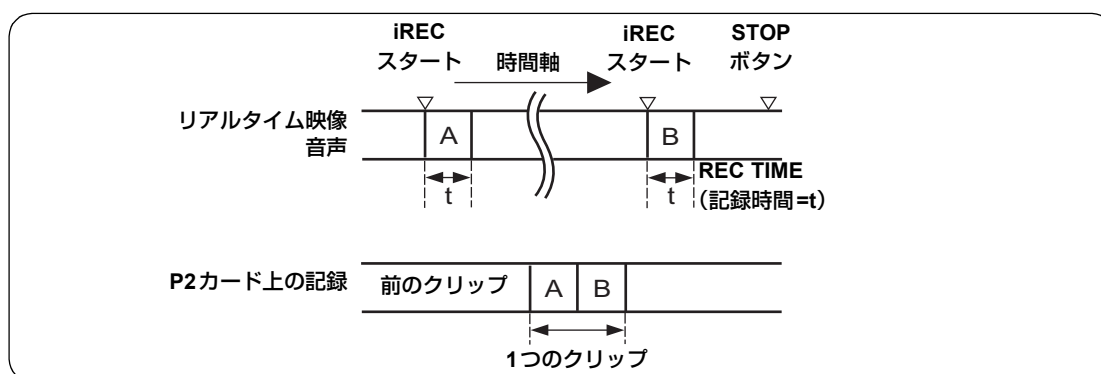 iREC
スタート
時間軸
iREC
スタート
STOP
ボタン
リアルタイム映像
音声
A
B
t
t
REC TIME
（記録時間=t）
P2カード上の記録
前のクリップ
A
B
1つのクリップ